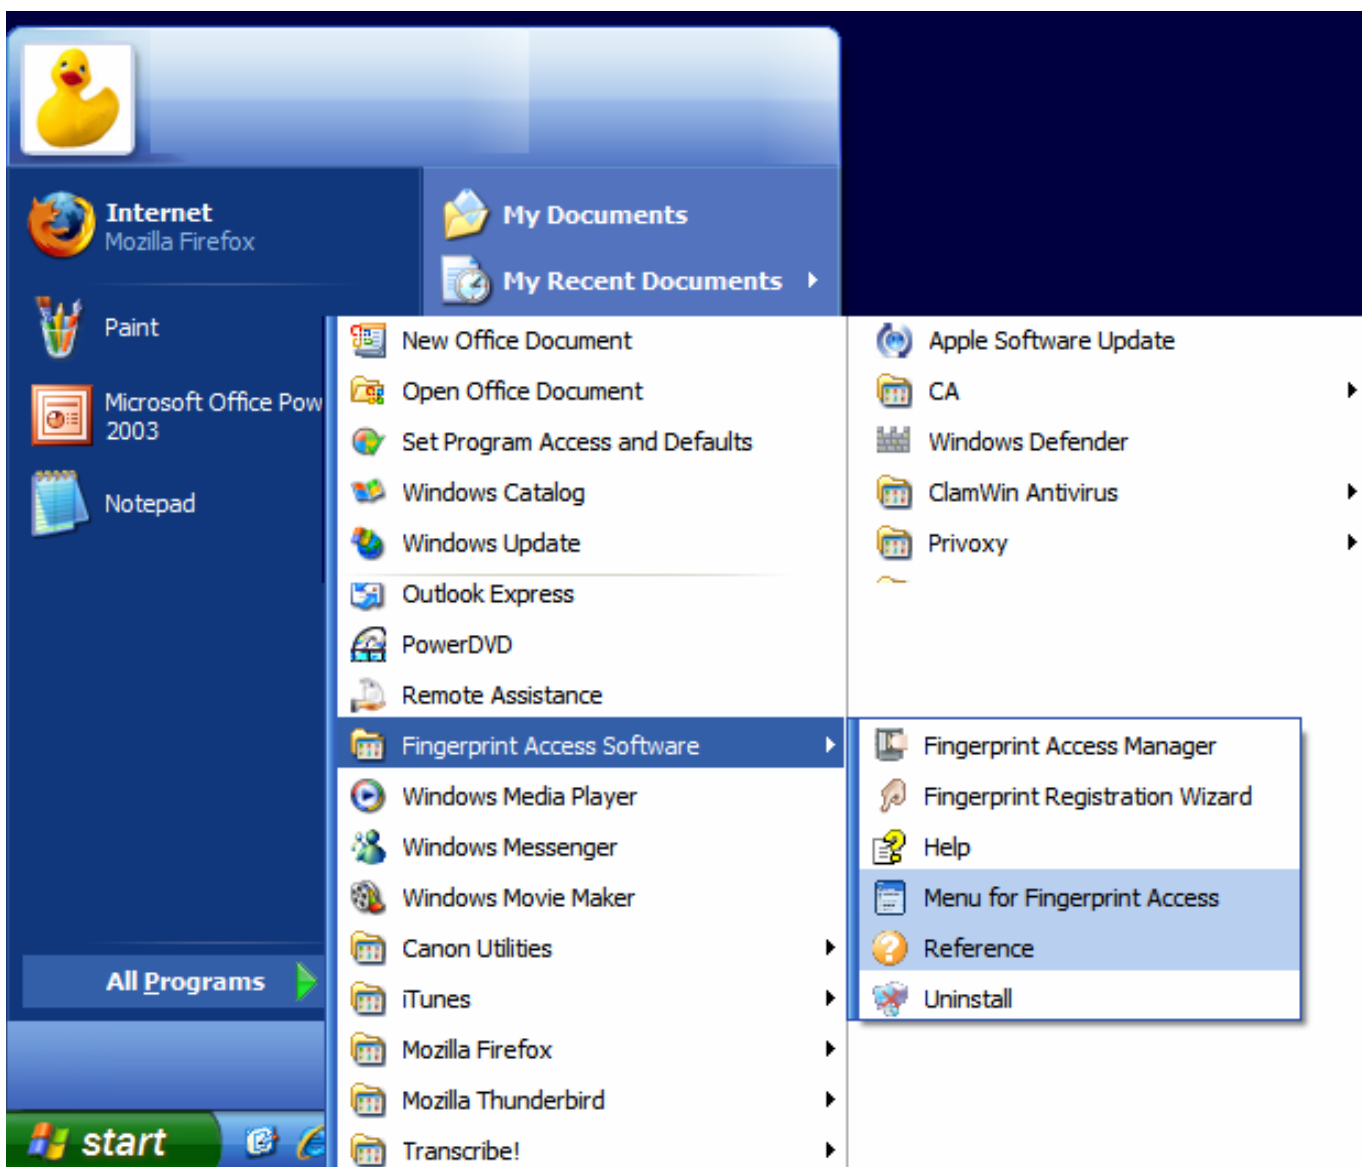 Internet
Mozilla Firefox
Paint
Microsoft Office Pow
2003
Notepad
All Programs
start
My Documents
My Recent Documents
New Office Document
Open Office Document
Set Program Access and Defaults
Windows Catalog
Windows Update
Outlook Express
PowerDVD
Remote Assistance
Fingerprint Access Software
Windows Media Player
Windows Messenger
Windows Movie Maker
Canon Utilities
iTunes
Mozilla Firefox
Mozilla Thunderbird
Transcribe!
Apple Software Update
CA
Windows Defender
ClamWin Antivirus
Privoxy
Fingerprint Access Manager
Fingerprint Registration Wizard
Help
Menu for Fingerprint Access
Reference
Uninstall